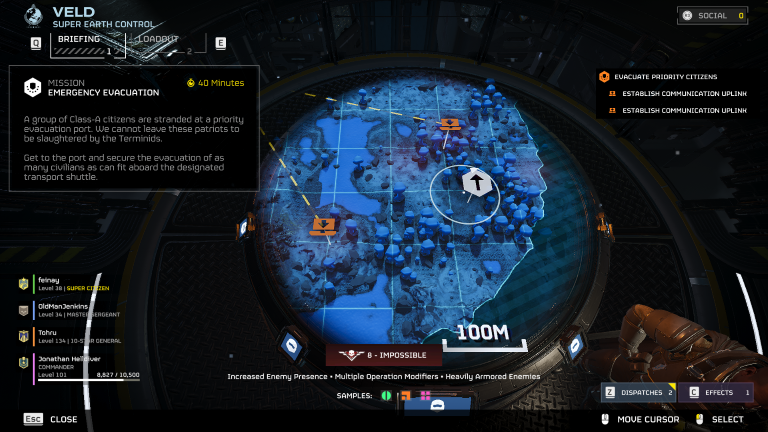 VELD
SUPER EARTH CONTROL
SOCIAL 0
Q BRIEFING 1 LOADOUT 2 E
MISSION
EMERGENCY EVACUATION
40 Minutes
A group of Class-A citizens are stranded at a priority
evacuation port. We cannot leave these patriots to
be slaughtered by the Terminids.
Get to the port and secure the evacuation of as
many civilians as can fit aboard the designated
transport shuttle.
EVACUATE PRIORITY CITIZENS
ESTABLISH COMMUNICATION UPLINK
ESTABLISH COMMUNICATION UPLINK
feinay
Level 38 | SUPER CITIZEN
OldManJenkins
Level 34 | MASTER SERGEANT
Tohru
Level 134 | 10-STAR GENERAL
Jonathan Helldiver
COMMANDER
Level 101 8,827 / 10,500
100M
8 - IMPOSSIBLE
Increased Enemy Presence • Multiple Operation Modifiers • Heavily Armored Enemies
SAMPLES:
Z DISPATCHES 2
C EFFECTS 1
Esc CLOSE
MOVE CURSOR
SELECT